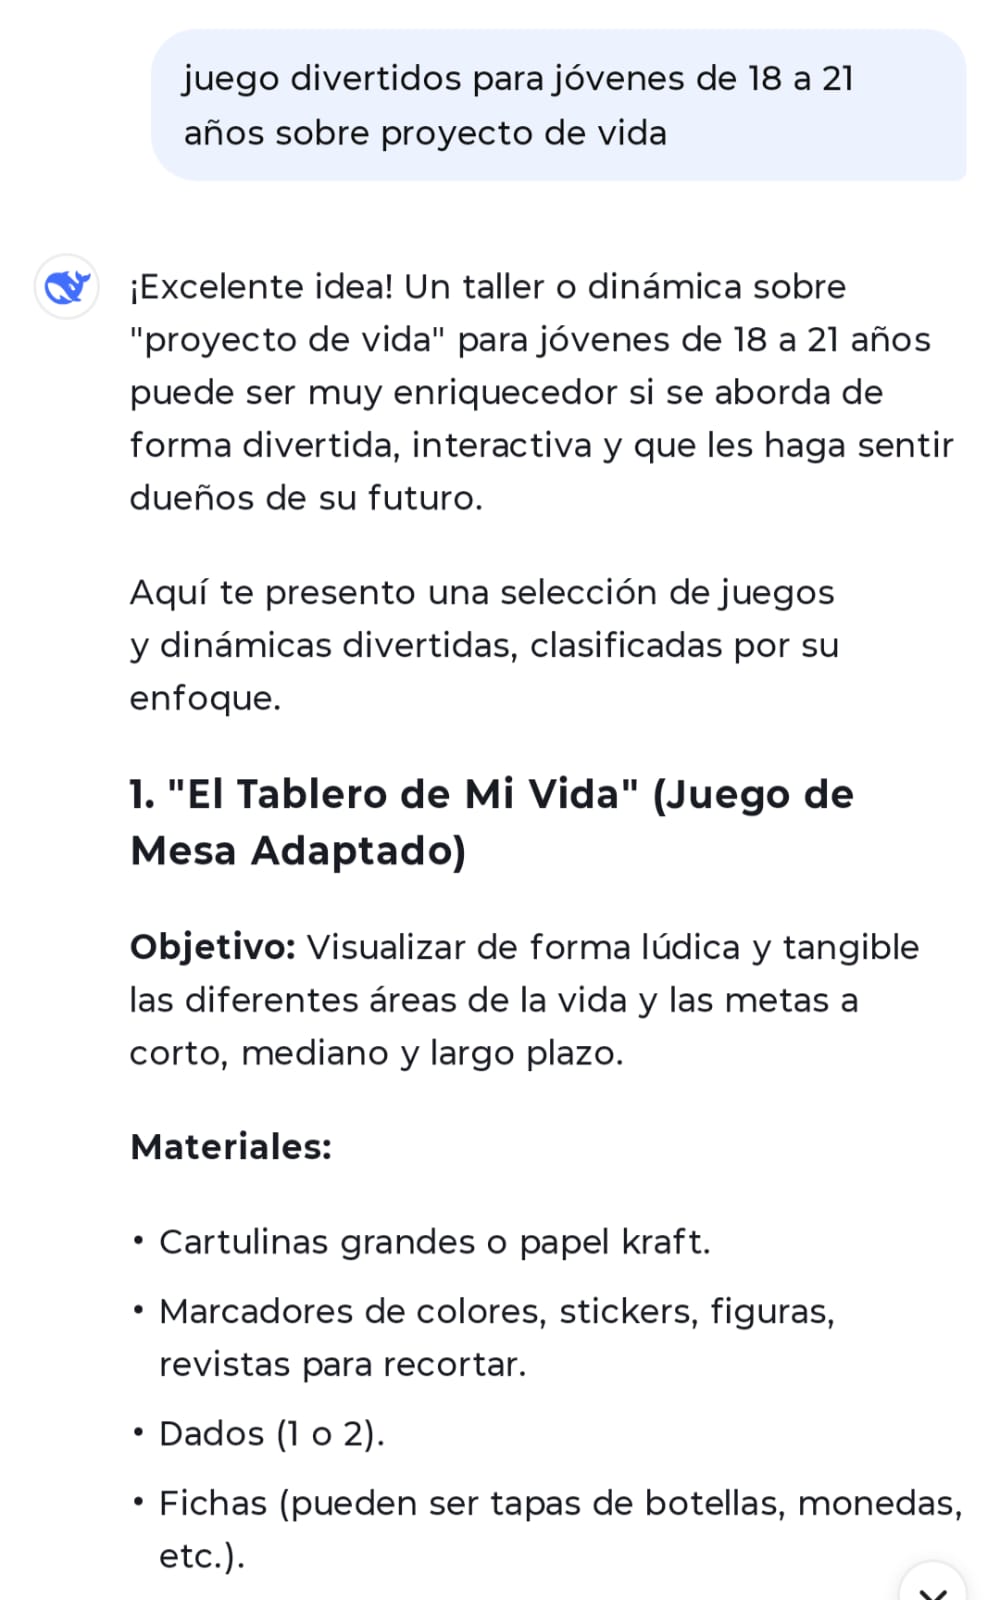 juego divertidos para jóvenes de 18 a 21
años sobre proyecto de vida
¡Excelente idea! Un taller o dinámica sobre
"proyecto de vida" para jóvenes de 18 a 21 años
puede ser muy enriquecedor si se aborda de
forma divertida, interactiva y que les haga sentir
dueños de su futuro.
Aquí te presento una selección de juegos
y dinámicas divertidas, clasificadas por su
enfoque.
1. "El Tablero de Mi Vida" (Juego de
Mesa Adaptado)
Objetivo: Visualizar de forma lúdica y tangible
las diferentes áreas de la vida y las metas a
corto, mediano y largo plazo.
Materiales:
• Cartulinas grandes o papel kraft.
• Marcadores de colores, stickers, figuras,
revistas para recortar.
• Dados (1 o 2).
• Fichas (pueden ser tapas de botellas, monedas,
etc.).